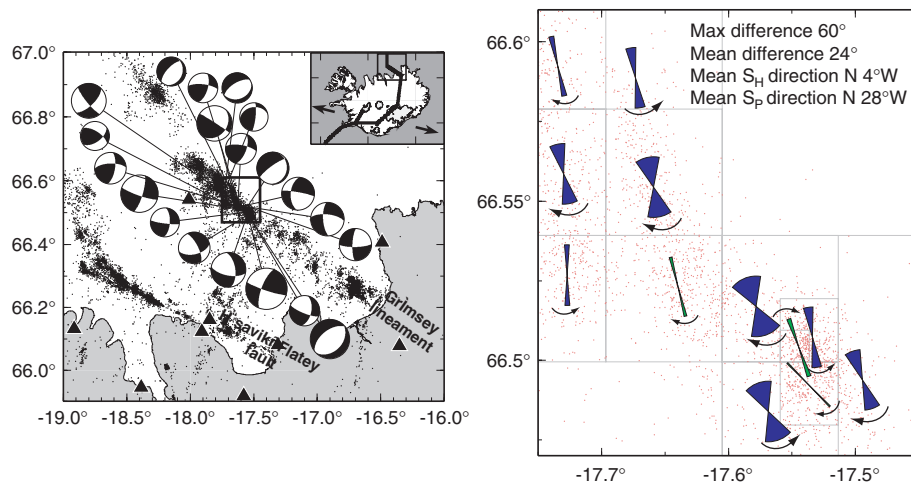 67.0°
66.8°
66.6°
66.4°
66.2°
66.0°
-19.0
-18.5°
-18.0°
-17.5°
-17.0°
-16.5°
-16.0°
Grimsey
lineament
Flatey
fault
66.6°
66.55°
66.5°
-17.7°
-17.6°
-17.5°
Max difference 60°
Mean difference 24°
Mean S_H direction N 4°W
Mean S_P direction N 28°W